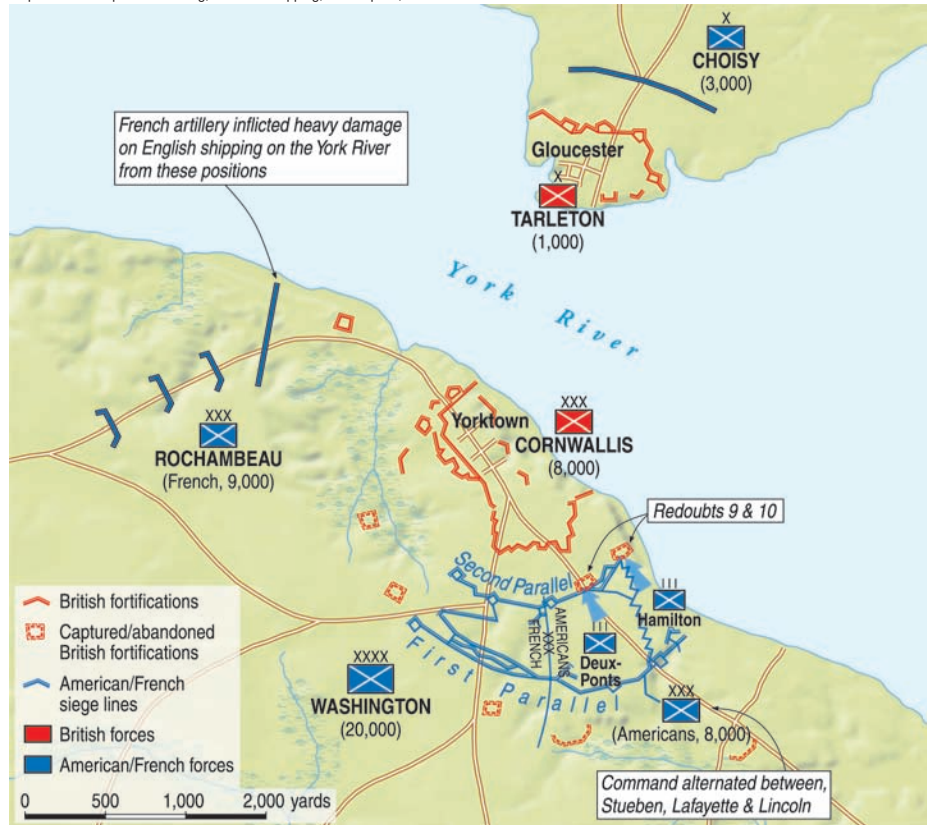 X
CHOISY
(3,000)
French artillery inflicted heavy damage
on English shipping on the York River
from these positions
Gloucester
X
TARLETON
(1,000)
York River
XXX
ROCHAMBEAU
(French, 9,000)
Yorktown
XXX
CORNWALLIS
(8,000)
Redoubts 9 & 10
Second Parallel
First Parallel
AMERICANS
XXX
FRENCH
III
Hamilton
III
Deux-
Ponts
XXXX
WASHINGTON
(20,000)
XXX
(Americans, 8,000)
Command alternated between,
Stueben, Lafayette & Lincoln
British fortifications
Captured/abandoned
British fortifications
American/French
siege lines
British forces
American/French forces
0 500 1,000 2,000 yards